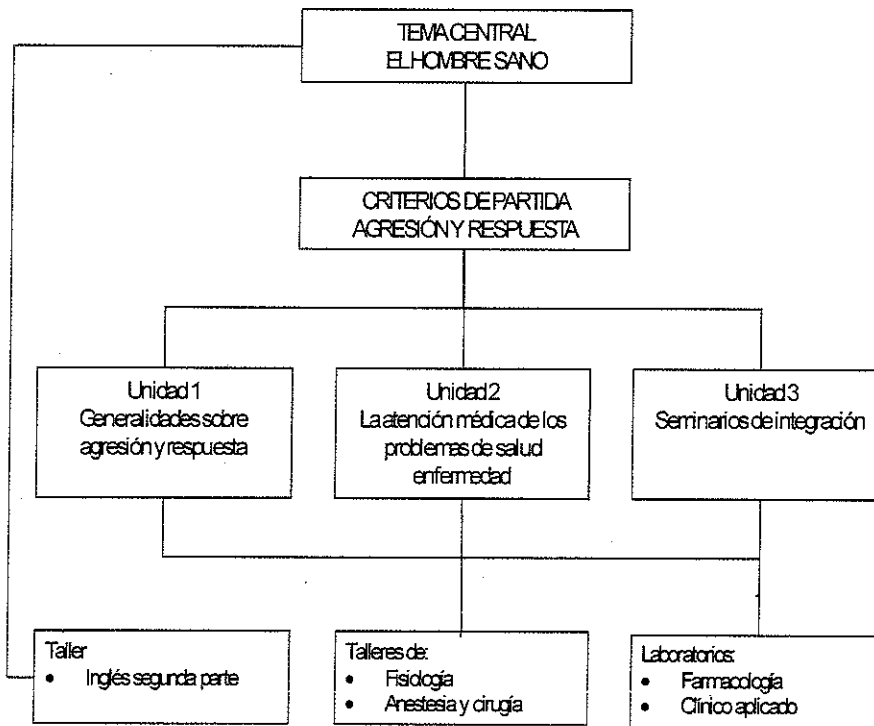 TEMA CENTRAL
EL HOMBRE SANO
CRITERIOS DE PARTIDA
AGRESIÓN Y RESPUESTA
Unidad 1
Generalidades sobre
agresión y respuesta
Unidad 2
La atención médica de los
problemas de salud
enfermedad
Unidad 3
Seminarios de integración
Taller
• Inglés segunda parte
Talleres de:
• Fisiología
• Anestesia y cirugía
Laboratorios:
• Farmacología
• Clínico aplicado